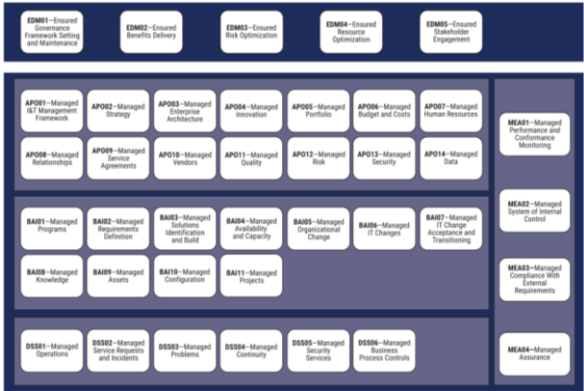 EDM01—Ensured
Governance
Framework Setting
and Maintenance
EDM02—Ensured
Benefits Delivery
EDM03—Ensured
Risk Optimization
EDM04—Ensured
Resource
Optimization
EDM05—Ensured
Stakeholder
Engagement
APO01—Managed
I&T Management
Framework
APO02—Managed
Strategy
APO03—Managed
Enterprise
Architecture
APO04—Managed
Innovation
APO05—Managed
Portfolio
APO06—Managed
Budget and Costs
APO07—Managed
Human Resources
APO08—Managed
Relationships
APO09—Managed
Service
Agreements
APO10—Managed
Vendors
APO11—Managed
Quality
APO12—Managed
Risk
APO13—Managed
Security
APO14—Managed
Data
BAI01—Managed
Programs
BAI02—Managed
Requirements
Definition
BAI03—Managed
Solutions
Identification
and Build
BAI04—Managed
Availability
and Capacity
BAI05—Managed
Organizational
Change
BAI06—Managed
IT Changes
BAI07—Managed
IT Change
Acceptance and
Transitioning
BAI08—Managed
Knowledge
BAI09—Managed
Assets
BAI10—Managed
Configuration
BAI11—Managed
Projects
DSS01—Managed
Operations
DSS02—Managed
Service Requests
and Incidents
DSS03—Managed
Problems
DSS04—Managed
Continuity
DSS05—Managed
Security
Services
DSS06—Managed
Business
Process Controls
MEA01—Managed
Performance and
Conformance
Monitoring
MEA02—Managed
System of Internal
Control
MEA03—Managed
Compliance With
External
Requirements
MEA04—Managed
Assurance